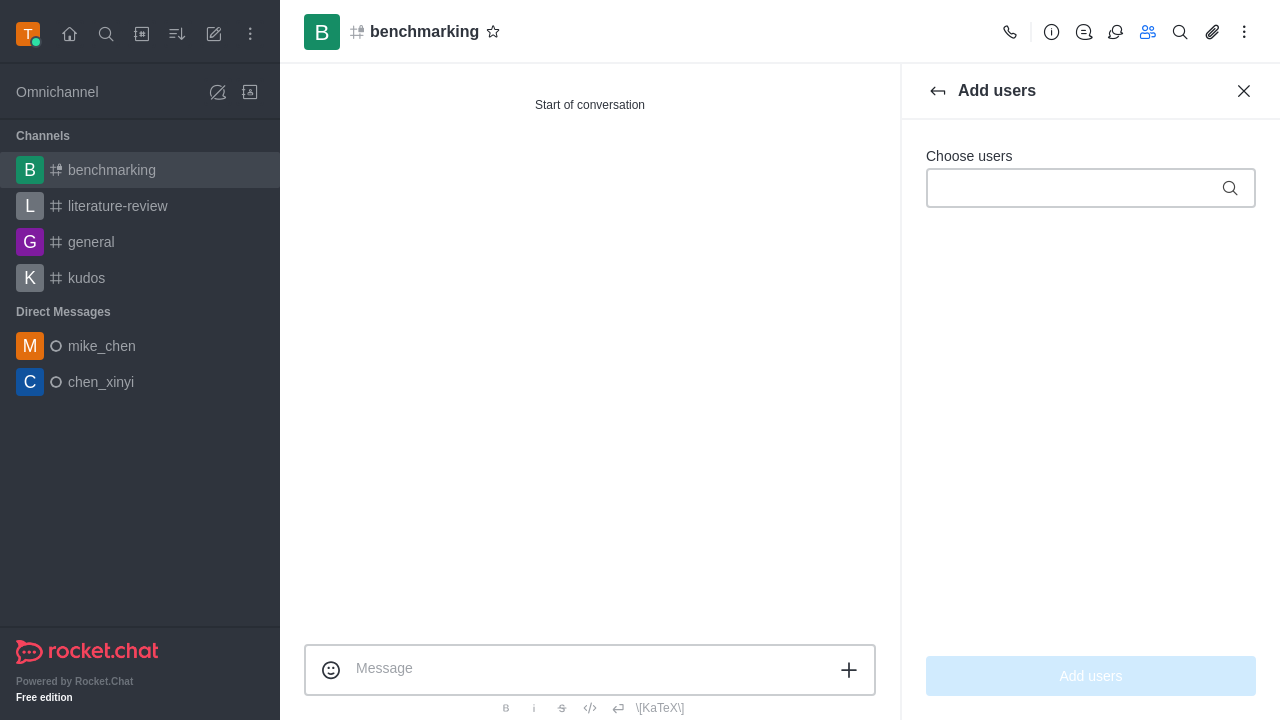 T
Omnichannel
Channels
B benchmarking
L literature-review
G general
K kudos
Direct Messages
M mike_chen
C chen_xinyi
rocket.chat
Powered by Rocket.Chat
Free edition
B benchmarking
Start of conversation
Message
B i S \[KaTeX\]
Add users
Choose users
Add users